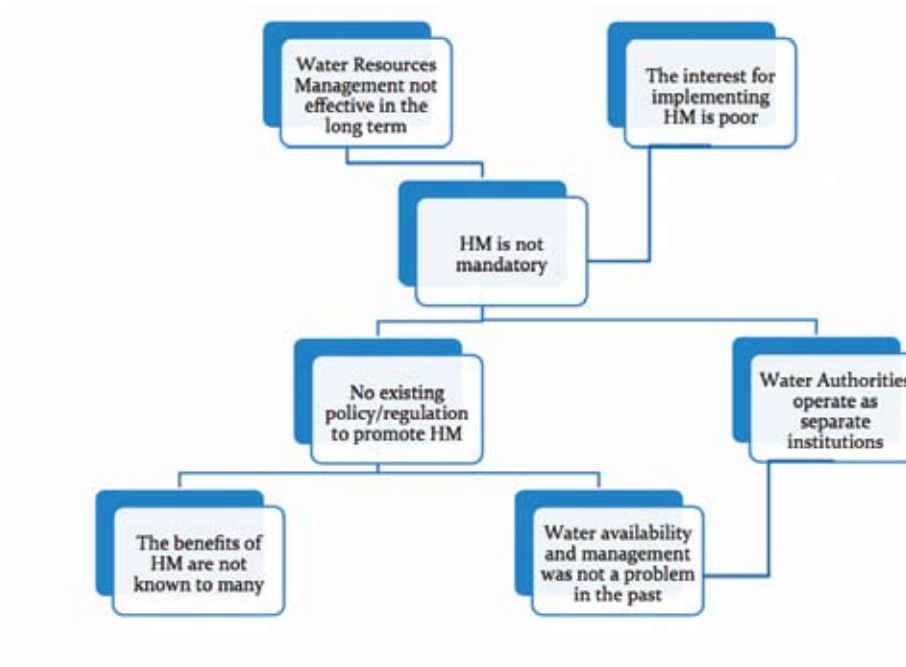 Water Resources
Management not
effective in the
long term
The interest for
implementing
HM is poor
HM is not
mandatory
No existing
policy/regulation
to promote HM
Water Authorities
operate as
separate
institutions
The benefits of
HM are not
known to many
Water availability
and management
was not a problem
in the past